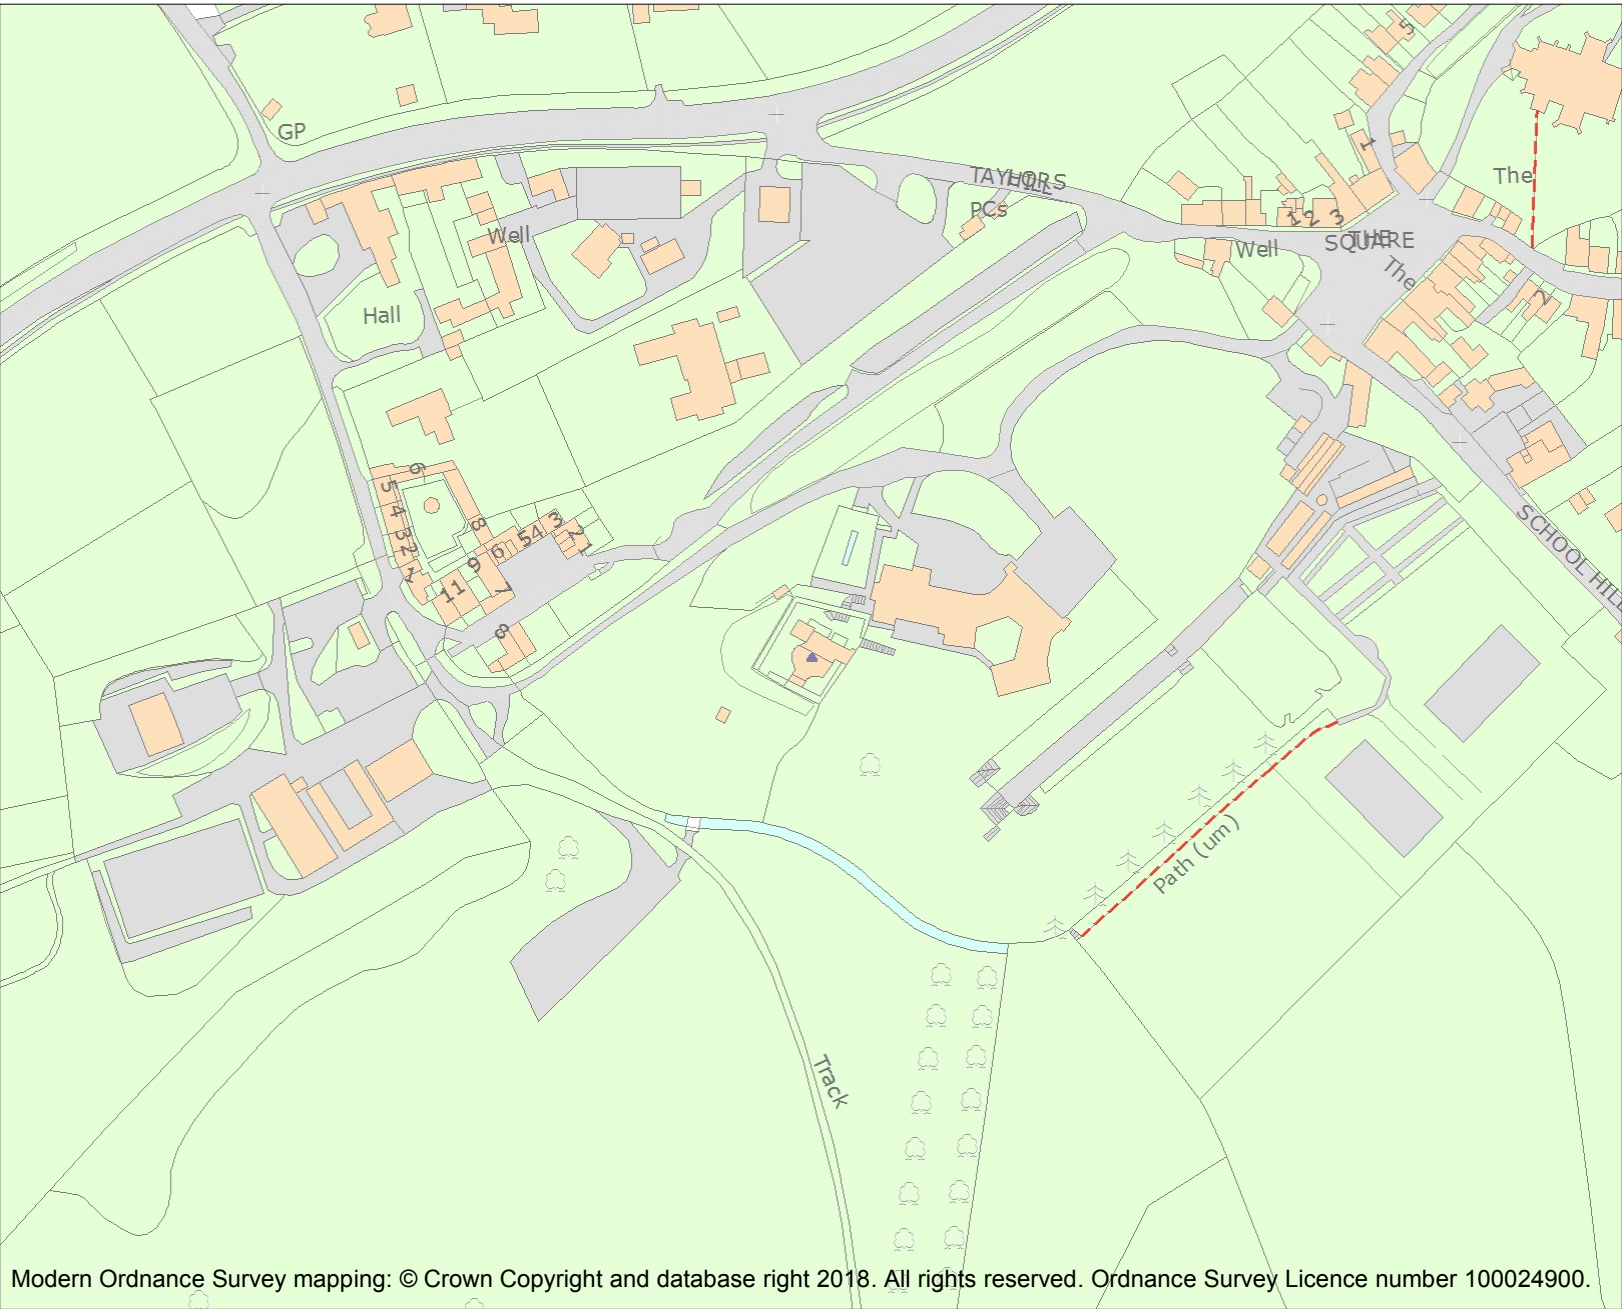 5
GP
1
TAYLORS
HILL
The
PCs
1 2 3
Well
Well
THE
SQUARE
The
2
Hall
6
5
4
3
2
1
8
9
6
5 4
3
2
1
11
7
8
SCHOOL HILL
Path (um)
Track
Modern Ordnance Survey mapping: © Crown Copyright and database right 2018. All rights reserved. Ordnance Survey Licence number 100024900.